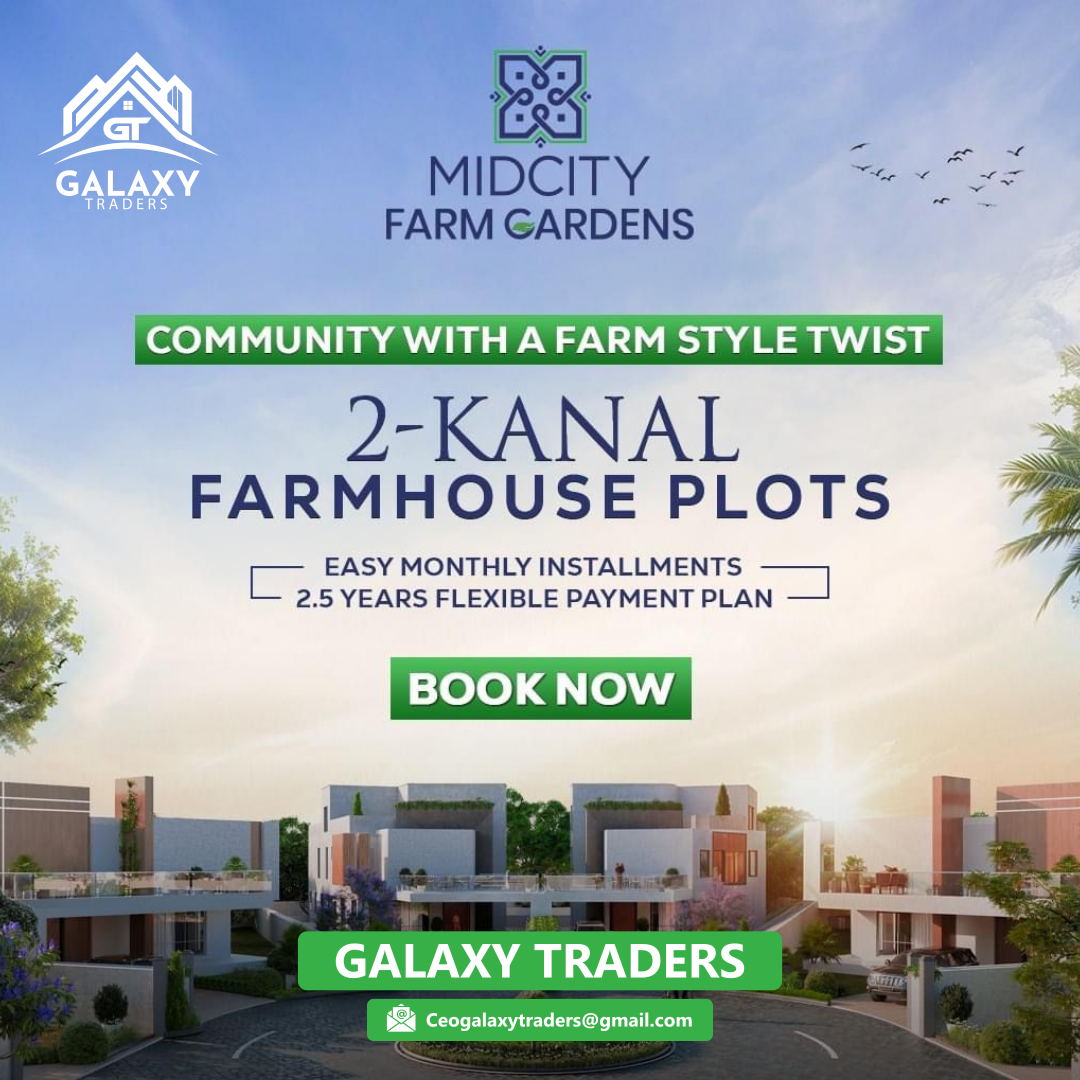 GT
GALAXY
TRADERS
MIDCITY
FARM GARDENS
COMMUNITY WITH A FARM STYLE TWIST
2-KANAL
FARMHOUSE PLOTS
EASY MONTHLY INSTALLMENTS
2.5 YEARS FLEXIBLE PAYMENT PLAN
BOOK NOW
GALAXY TRADERS
@ Ceogalaxytraders@gmail.com